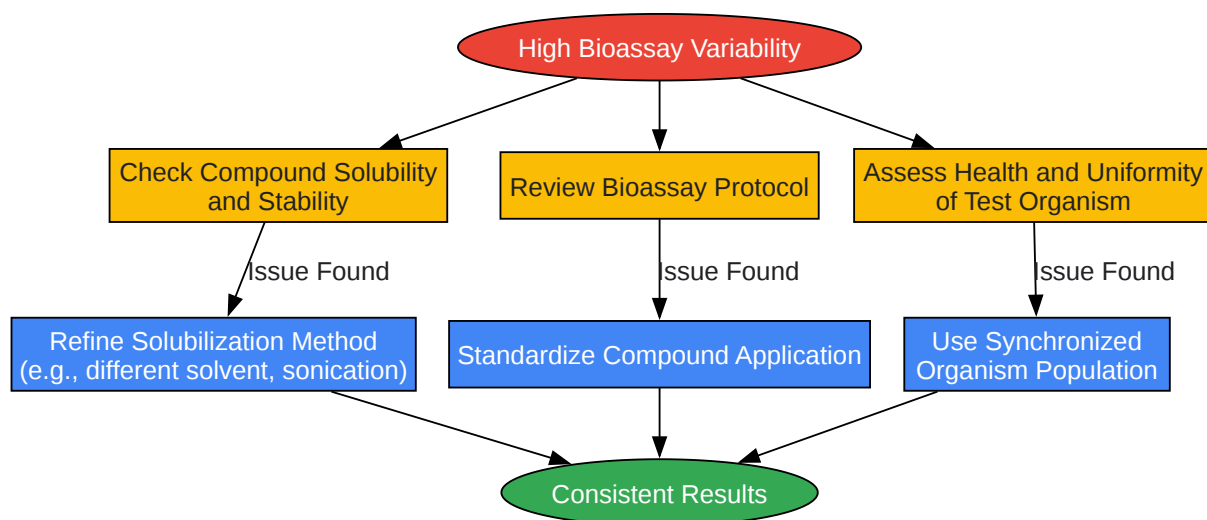 High Bioassay Variability
Check Compound Solubility
and Stability
Review Bioassay Protocol
Assess Health and Uniformity
of Test Organism
Issue Found
Issue Found
Issue Found
Refine Solubilization Method
(e.g., different solvent, sonication)
Standardize Compound Application
Use Synchronized
Organism Population
Consistent Results